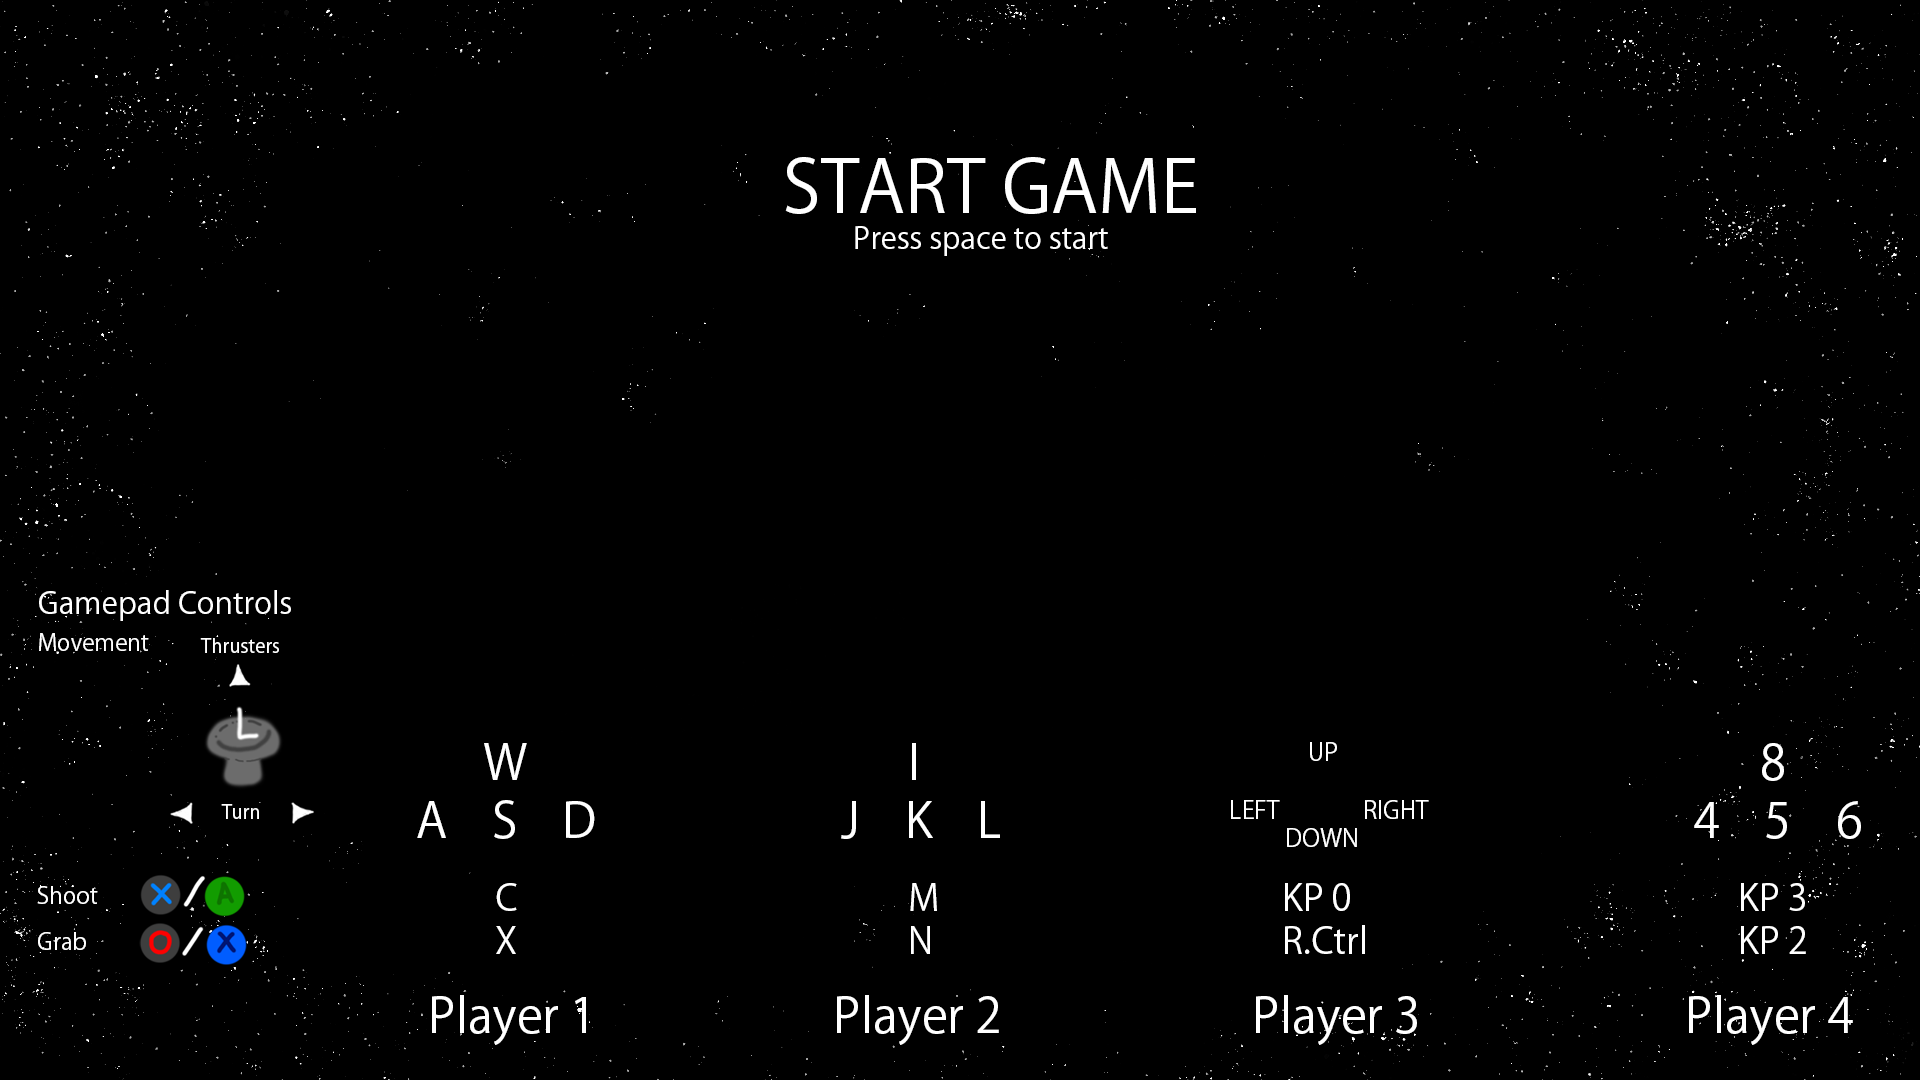 START GAME
Press space to start
Gamepad Controls
Movement
Thrusters
Turn
W
A S D
I
J K L
UP
LEFT RIGHT
DOWN
8
4 5 6
Shoot X / A
C
M
KP 0
KP 3
Grab O / X
X
N
R.Ctrl
KP 2
Player 1
Player 2
Player 3
Player 4